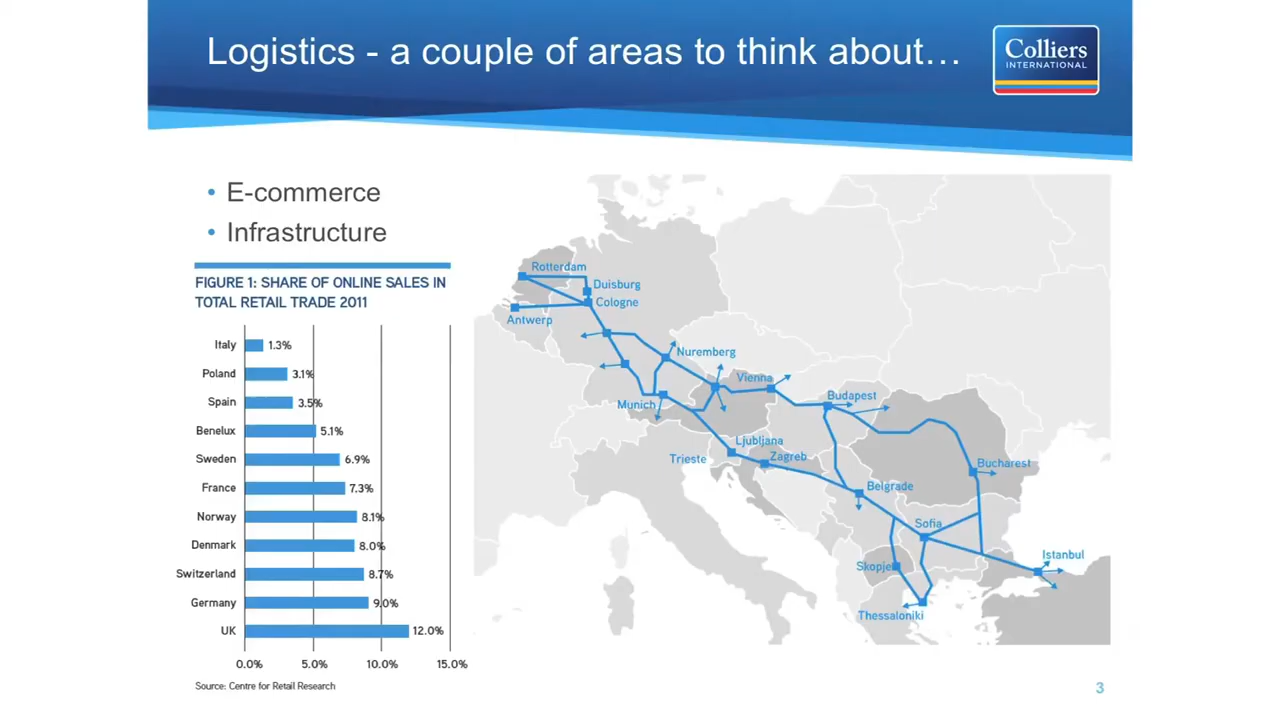 Logistics - a couple of areas to think about…
Colliers
INTERNATIONAL
• E-commerce
• Infrastructure
FIGURE 1: SHARE OF ONLINE SALES IN
TOTAL RETAIL TRADE 2011
Italy 1.3%
Poland 3.1%
Spain 3.5%
Benelux 5.1%
Sweden 6.9%
France 7.3%
Norway 8.1%
Denmark 8.0%
Switzerland 8.7%
Germany 9.0%
UK 12.0%
0.0% 5.0% 10.0% 15.0%
Source: Centre for Retail Research
Rotterdam
Duisburg
Cologne
Antwerp
Nuremberg
Vienna
Munich
Budapest
Ljubljana
Trieste
Zagreb
Bucharest
Belgrade
Sofia
Istanbul
Skopje
Thessaloniki
3